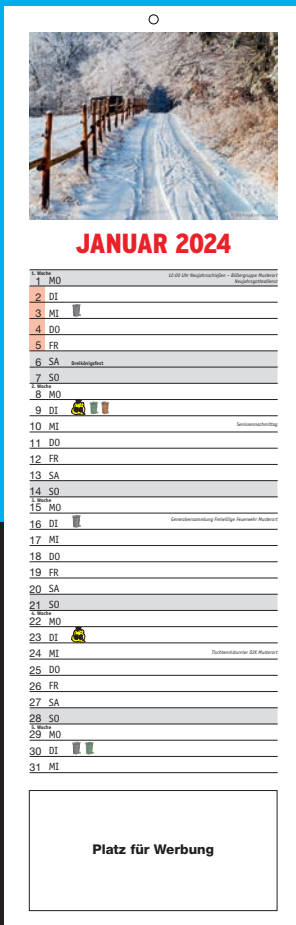 JANUAR 2024
1. Woche
1 MO 12:00 Uhr Neujahrsschießen – Böllergruppe Musterort
Neujahrsgottesdienst
2 DI
3 MI
4 DO
5 FR
6 SA Dreikönigsfest
7 SO
2. Woche
8 MO
9 DI
10 MI Seniorennachmittag
11 DO
12 FR
13 SA
14 SO
3. Woche
15 MO
16 DI Generalversammlung Freiwillige Feuerwehr Musterort
17 MI
18 DO
19 FR
20 SA
21 SO
4. Woche
22 MO
23 DI
24 MI Tischtennisturnier DJK Musterort
25 DO
26 FR
27 SA
28 SO
5. Woche
29 MO
30 DI
31 MI
Platz für Werbung